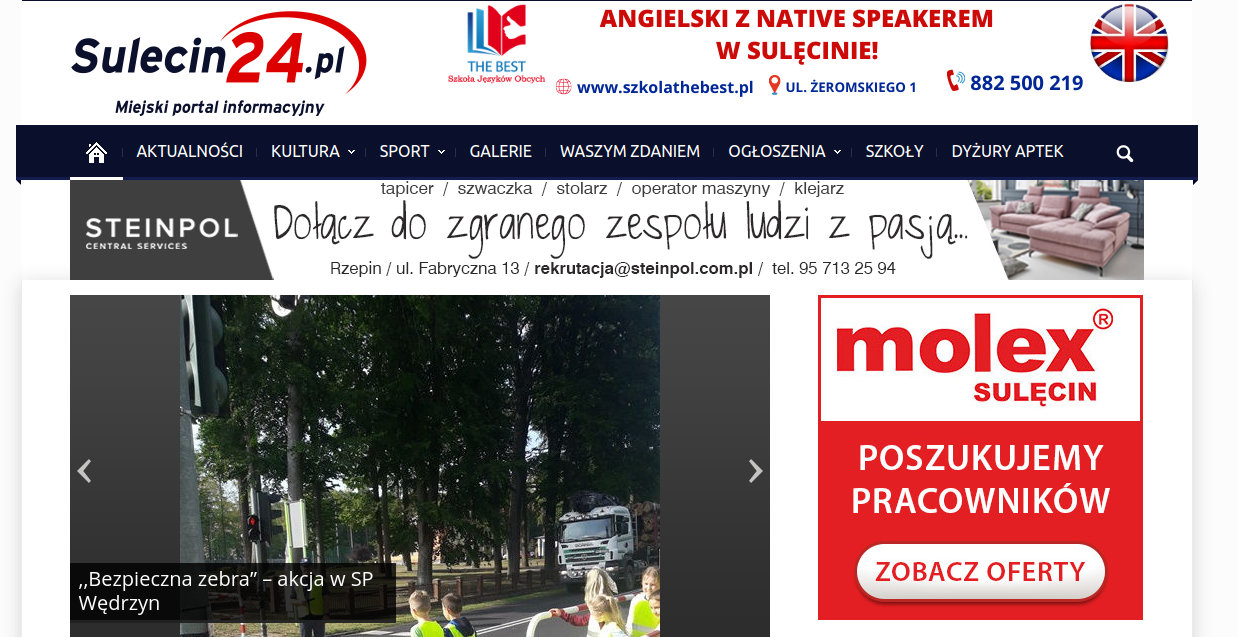 Sulecin24.pl
Miejski portal informacyjny
THE BEST
Szkoła Języków Obcych
ANGIELSKI Z NATIVE SPEAKEREM
W SULĘCINIE!
www.szkolathebest.pl UL. ŻEROMSKIEGO 1 882 500 219
AKTUALNOŚCI KULTURA SPORT GALERIE WASZYM ZDANIEM OGŁOSZENIA SZKOŁY DYŻURY APTEK
STEINPOL
CENTRAL SERVICES
tapicer / szwaczka / stolarz / operator maszyny / klejarz
Dołącz do zgranego zespołu ludzi z pasją...
Rzepin / ul. Fabryczna 13 / rekrutacja@steinpol.com.pl / tel. 95 713 25 94
,,Bezpieczna zebra” – akcja w SP
Wędrzyn
molex®
SULĘCIN
POSZUKUJEMY
PRACOWNIKÓW
ZOBACZ OFERTY